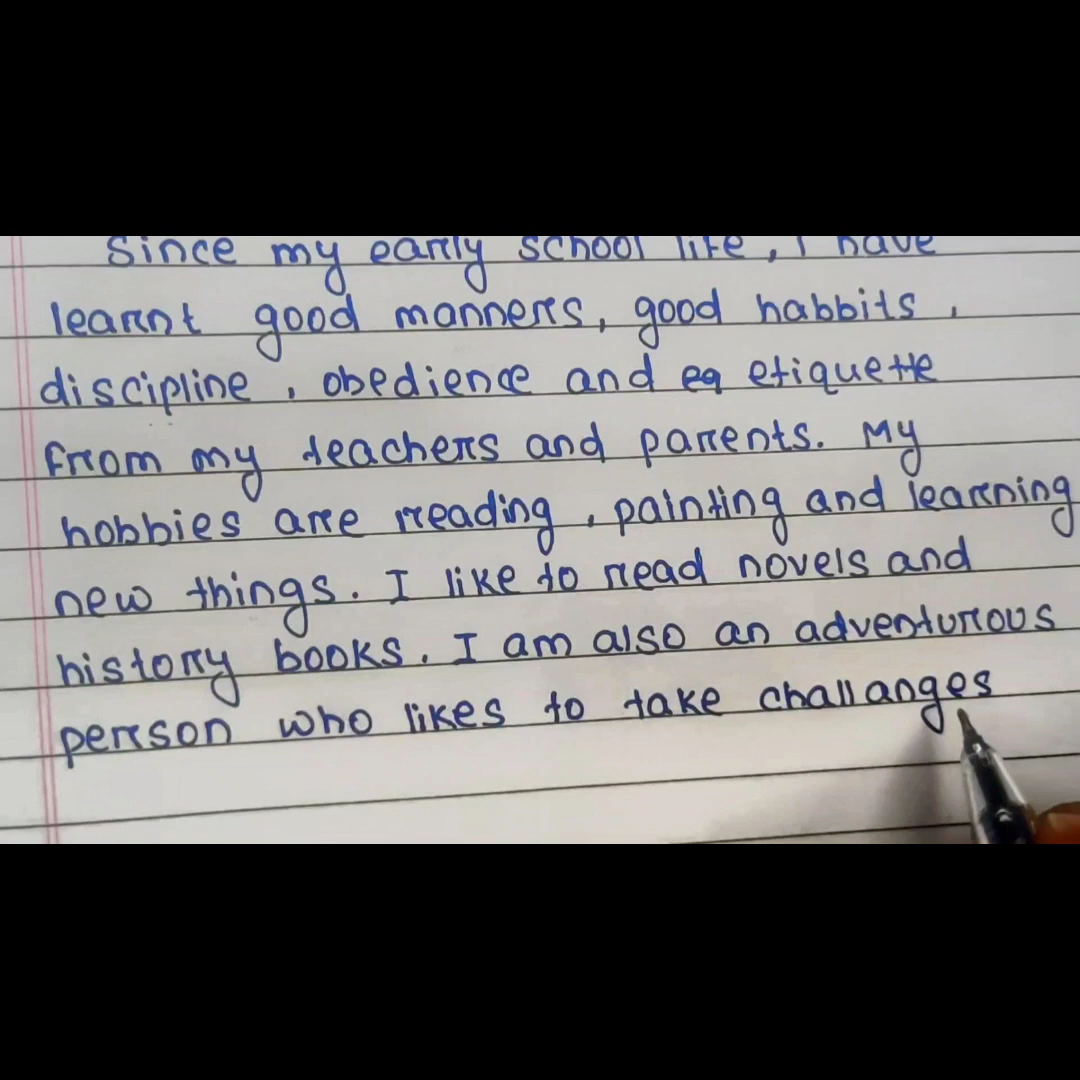 Since my early school life, I have
learnt good manners, good habbits,
discipline, obedience and eq etiquette
from my teachers and parents. My
hobbies are reading, painting and learning
new things. I like to read novels and
history books. I am also an adventurous
person who likes to take challanges